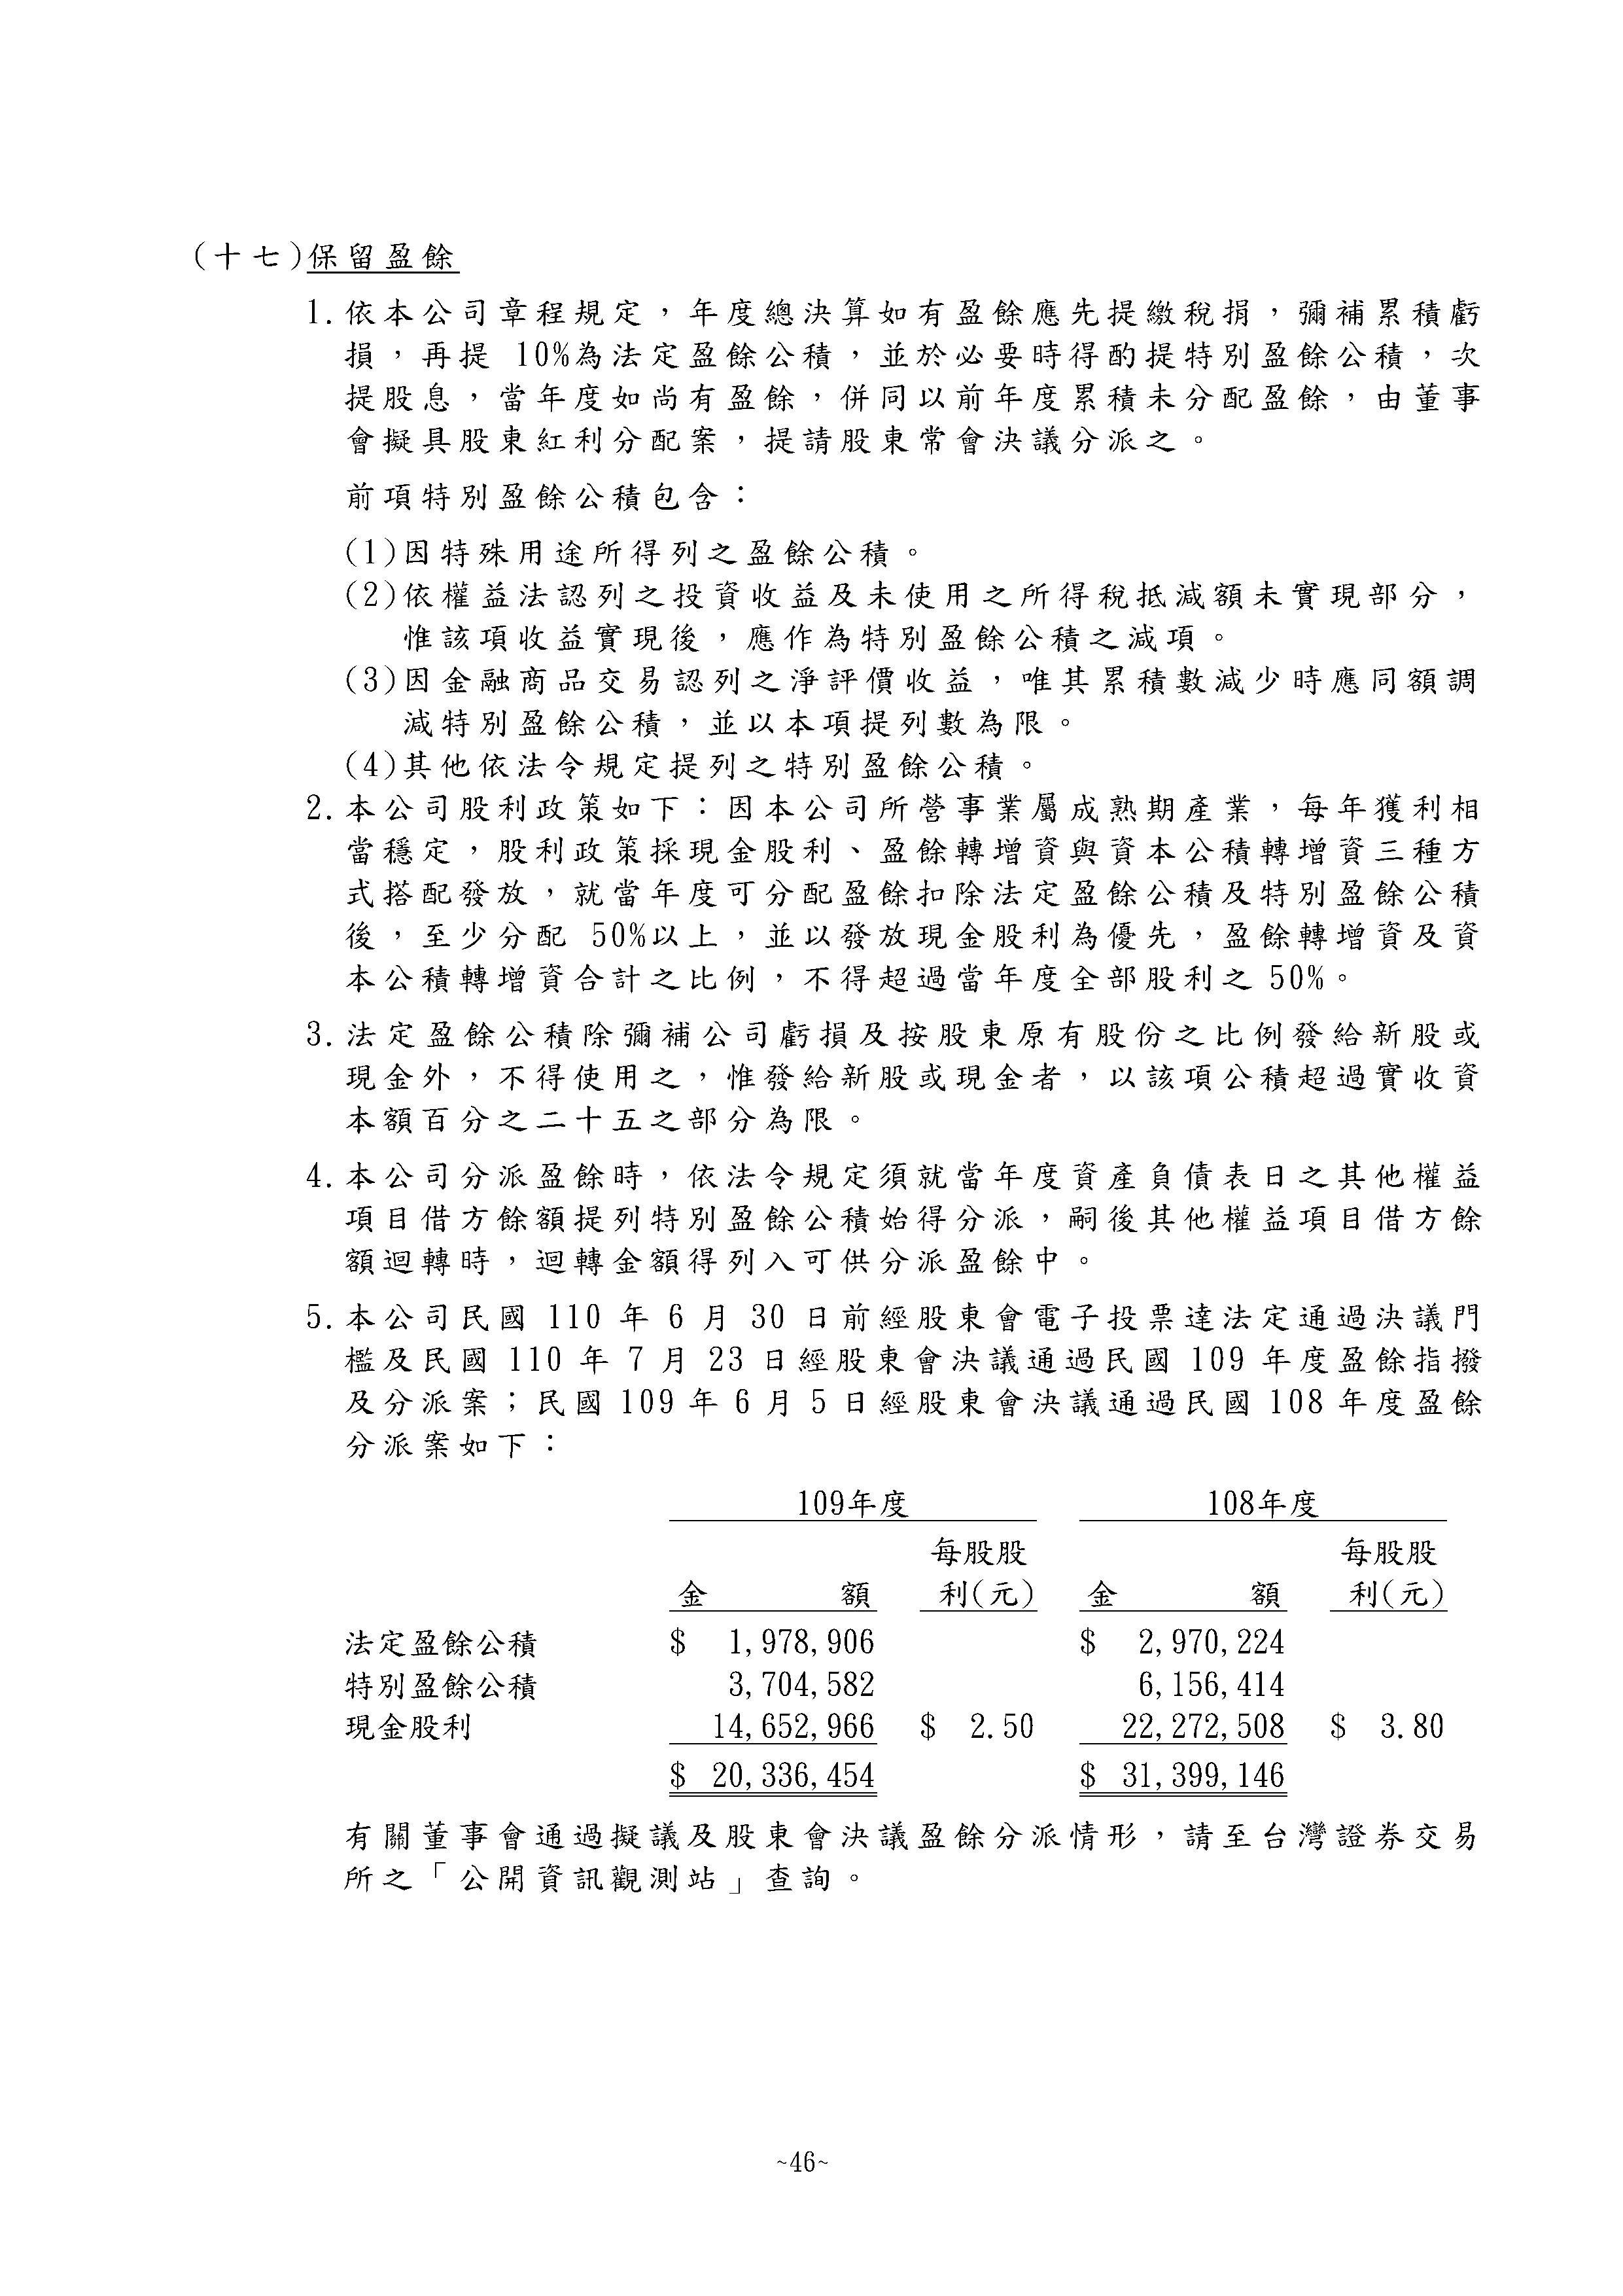 (十七)保留盈餘
1.依本公司章程規定，年度總決算如有盈餘應先提繳稅捐，彌補累積虧
損，再提 10%為法定盈餘公積，並於必要時得酌提特別盈餘公積，次
提股息，當年度如尚有盈餘，併同以前年度累積未分配盈餘，由董事
會擬具股東紅利分配案，提請股東常會決議分派之。
前項特別盈餘公積包含：
(1)因特殊用途所得列之盈餘公積。
(2)依權益法認列之投資收益及未使用之所得稅抵減額未實現部分，
惟該項收益實現後，應作為特別盈餘公積之減項。
(3)因金融商品交易認列之淨評價收益，唯其累積數減少時應同額調
減特別盈餘公積，並以本項提列數為限。
(4)其他依法令規定提列之特別盈餘公積。
2.本公司股利政策如下：因本公司所營事業屬成熟期產業，每年獲利相
當穩定，股利政策採現金股利、盈餘轉增資與資本公積轉增資三種方
式搭配發放，就當年度可分配盈餘扣除法定盈餘公積及特別盈餘公積
後，至少分配 50%以上，並以發放現金股利為優先，盈餘轉增資及資
本公積轉增資合計之比例，不得超過當年度全部股利之 50%。
3.法定盈餘公積除彌補公司虧損及按股東原有股份之比例發給新股或
現金外，不得使用之，惟發給新股或現金者，以該項公積超過實收資
本額百分之二十五之部分為限。
4.本公司分派盈餘時，依法令規定須就當年度資產負債表日之其他權益
項目借方餘額提列特別盈餘公積始得分派，嗣後其他權益項目借方餘
額迴轉時，迴轉金額得列入可供分派盈餘中。
5.本公司民國 110 年 6 月 30 日前經股東會電子投票達法定通過決議門
檻及民國 110 年 7 月 23 日經股東會決議通過民國 109 年度盈餘指撥
及分派案；民國 109 年 6 月 5 日經股東會決議通過民國 108 年度盈餘
分派案如下：
109年度 108年度
每股股 每股股
金 額 利(元) 金 額 利(元)
法定盈餘公積 $ 1,978,906 $ 2,970,224
特別盈餘公積 3,704,582 6,156,414
現金股利 14,652,966 $ 2.50 22,272,508 $ 3.80
$ 20,336,454 $ 31,399,146
有關董事會通過擬議及股東會決議盈餘分派情形，請至台灣證券交易
所之「公開資訊觀測站」查詢。
~46~